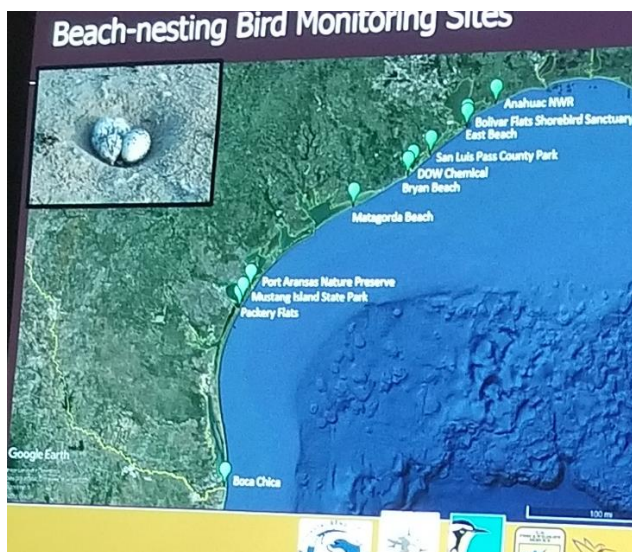 Beach-nesting Bird Monitoring Sites
Anahuac NWR
Bolivar Flats Shorebird Sanctuary
East Beach
San Luis Pass County Park
DOW Chemical
Bryan Beach
Matagorda Beach
Port Aransas Nature Preserve
Mustang Island State Park
Packery Flats
Google Earth
Boca Chica
100 mi